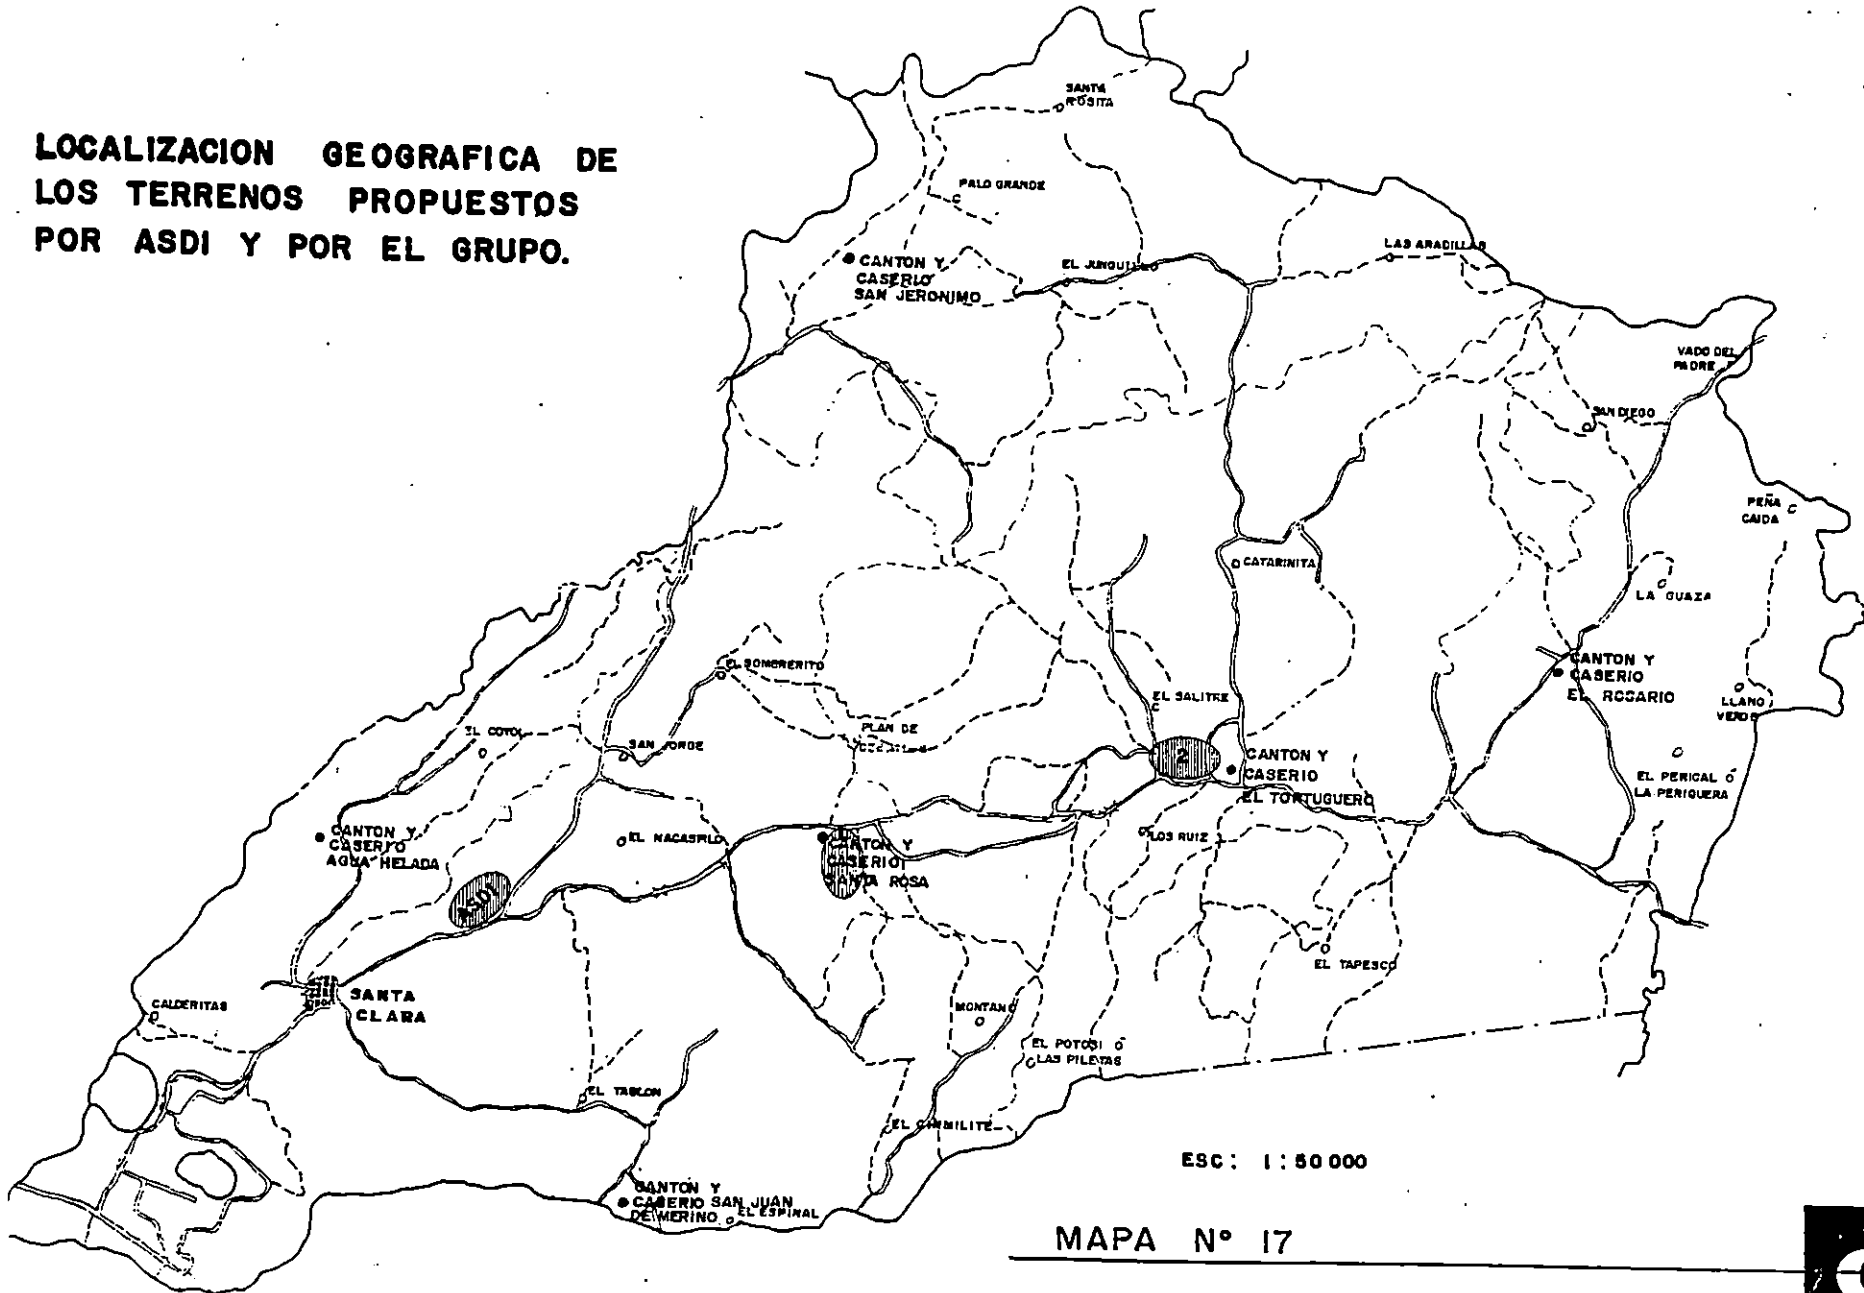 LOCALIZACION GEOGRAFICA DE
LOS TERRENOS PROPUESTOS
POR ASDI Y POR EL GRUPO.
SANTA
ROSITA
PALO GRANDE
CANTON Y
CASERIO
SAN JERONIMO
EL JUNQUILLO
LAS ARADILLAS
VADO DEL
PADRE
SAN DIEGO
PEÑA
CAIDA
CATARINITA
LA GUAZA
CANTON Y
CASERIO
EL ROSARIO
LLANO
VERDE
EL SOMBRERITO
EL SALITRE
PLAN DE
EL COYOL
SAN JORGE
2
CANTON Y
CASERIO
EL TORTUGUERO
EL PERICAL O
LA PERIGUERA
CANTON Y
CASERIO
AGUA HELADA
EL NACASPILO
CANTON Y
CASERIO
SANTA ROSA
LOS RUIZ
ASDI
EL TAPESCO
SANTA
CLARA
CALDERITAS
MONTANO
EL POTOSI O
LAS PILETAS
EL TABLON
EL CHIMILITE
ESC: 1:50 000
CANTON Y
CASERIO SAN JUAN
DE MERINO
EL ESPINAL
MAPA N° 17